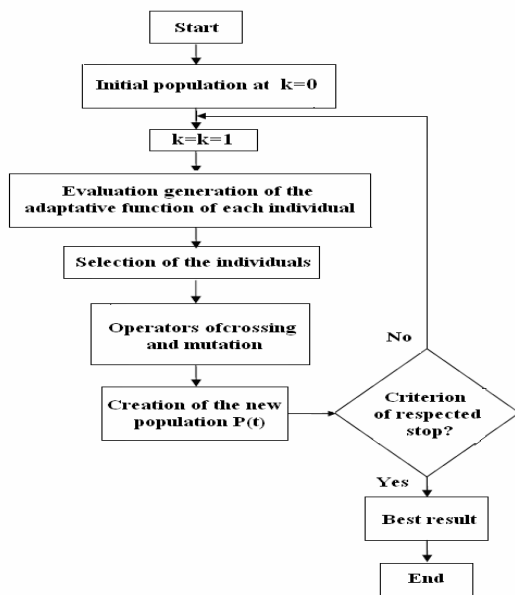 Start
Initial population at k=0
k=k=1
Evaluation generation of the
adaptative function of each individual
Selection of the individuals
Operators ofcrossing
and mutation
Creation of the new
population P(t)
No
Criterion
of respected
stop?
Yes
Best result
End